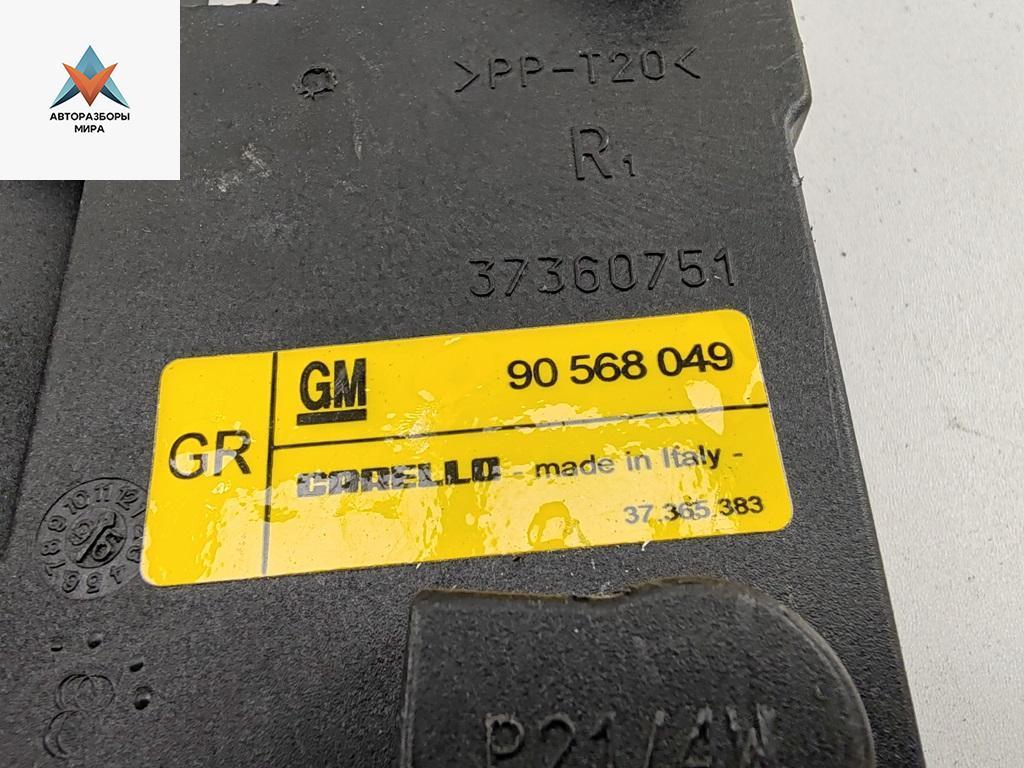 АВТОРАЗБОРЫ
МИРА
>PP-T20<
R1
37360751
GM
90 568 049
GR
CARELLO - made in Italy -
37.365.383
P21/4W